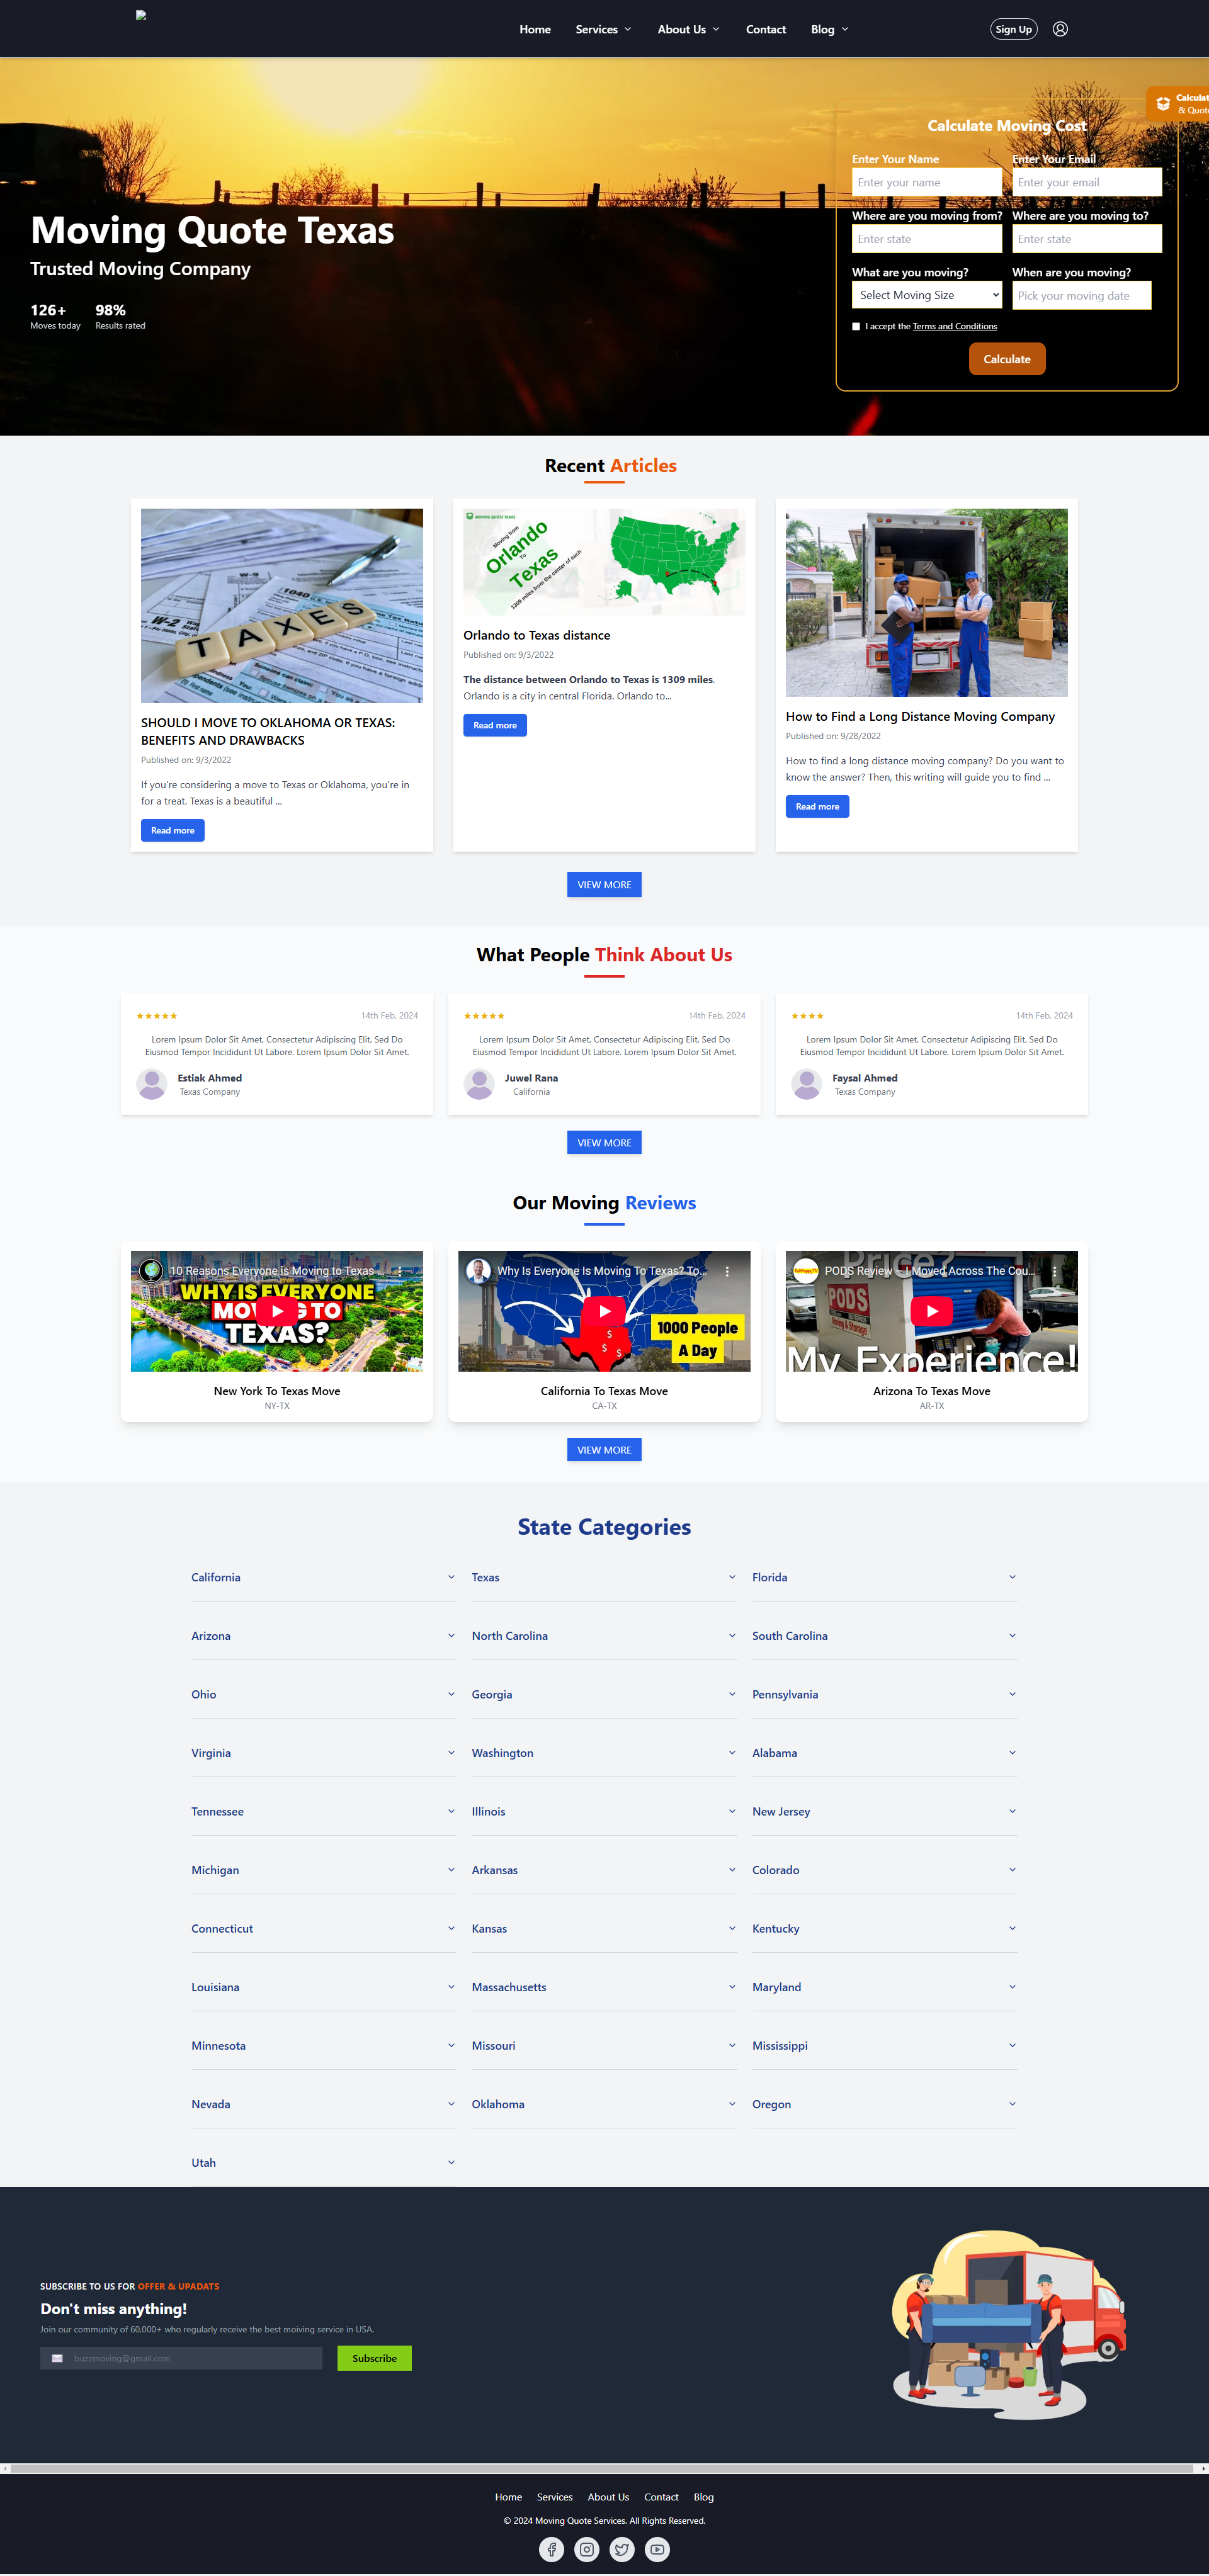 Home Services About Us Contact Blog Sign Up
Calculat
& Quot
Moving Quote Texas
Trusted Moving Company
126+ 98%
Moves today Results rated
Calculate Moving Cost
Enter Your Name Enter Your Email
Enter your name Enter your email
Where are you moving from? Where are you moving to?
Enter state Enter state
What are you moving? When are you moving?
Select Moving Size Pick your moving date
I accept the Terms and Conditions
Calculate
Recent Articles
TAXES
W-2
1040
SHOULD I MOVE TO OKLAHOMA OR TEXAS:
BENEFITS AND DRAWBACKS
Published on: 9/3/2022
If you're considering a move to Texas or Oklahoma, you're in
for a treat. Texas is a beautiful ...
Read more
MOVING QUOTE TEXAS
Moving from
Orlando
To
Texas
1309 miles from the center of each
Orlando to Texas distance
Published on: 9/3/2022
The distance between Orlando to Texas is 1309 miles.
Orlando is a city in central Florida. Orlando to...
Read more
How to Find a Long Distance Moving Company
Published on: 9/28/2022
How to find a long distance moving company? Do you want to
know the answer? Then, this writing will guide you to find ...
Read more
VIEW MORE
What People Think About Us
14th Feb, 2024
Lorem Ipsum Dolor Sit Amet, Consectetur Adipiscing Elit, Sed Do
Eiusmod Tempor Incididunt Ut Labore. Lorem Ipsum Dolor Sit Amet.
Estiak Ahmed
Texas Company
14th Feb, 2024
Lorem Ipsum Dolor Sit Amet, Consectetur Adipiscing Elit, Sed Do
Eiusmod Tempor Incididunt Ut Labore. Lorem Ipsum Dolor Sit Amet.
Juwel Rana
California
14th Feb, 2024
Lorem Ipsum Dolor Sit Amet, Consectetur Adipiscing Elit, Sed Do
Eiusmod Tempor Incididunt Ut Labore. Lorem Ipsum Dolor Sit Amet.
Faysal Ahmed
Texas Company
VIEW MORE
Our Moving Reviews
10 Reasons Everyone is Moving to Texas ...
WHY IS EVERYONE
MOVING TO
TEXAS?
New York To Texas Move
NY-TX
Why Is Everyone Is Moving To Texas? To...
1000 People
A Day
California To Texas Move
CA-TX
PODS Review – I Moved Across The Cou...
Price?
PODS
Moving & Storage
My Experience!
Arizona To Texas Move
AR-TX
VIEW MORE
State Categories
California Texas Florida
Arizona North Carolina South Carolina
Ohio Georgia Pennsylvania
Virginia Washington Alabama
Tennessee Illinois New Jersey
Michigan Arkansas Colorado
Connecticut Kansas Kentucky
Louisiana Massachusetts Maryland
Minnesota Missouri Mississippi
Nevada Oklahoma Oregon
Utah
SUBSCRIBE TO US FOR OFFER & UPADATS
Don't miss anything!
Join our community of 60,000+ who regularly receive the best moiving service in USA.
buzzmoving@gmail.com Subscribe
Home Services About Us Contact Blog
© 2024 Moving Quote Services. All Rights Reserved.